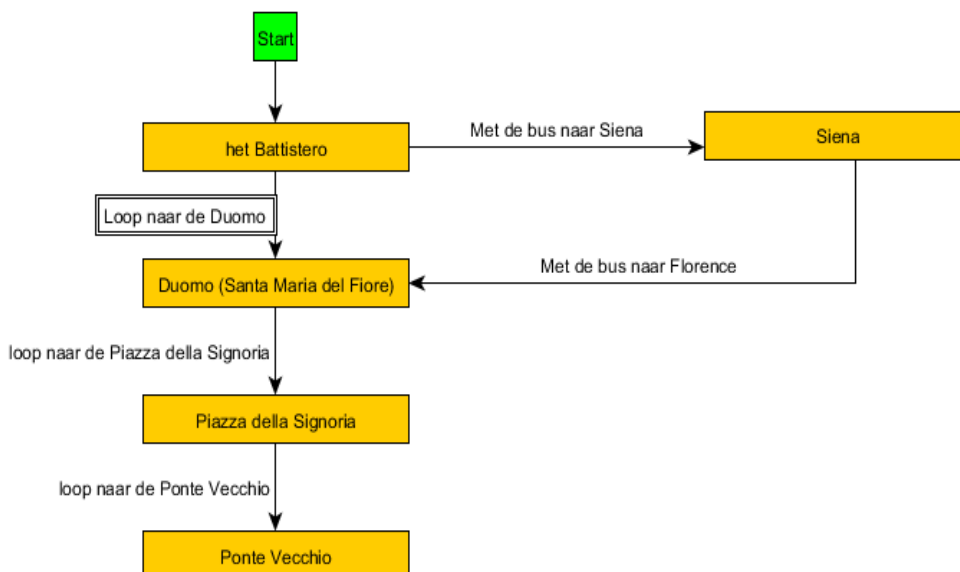 Start
het Battistero
Met de bus naar Siena
Siena
Loop naar de Duomo
Met de bus naar Florence
Duomo (Santa Maria del Fiore)
loop naar de Piazza della Signoria
Piazza della Signoria
loop naar de Ponte Vecchio
Ponte Vecchio